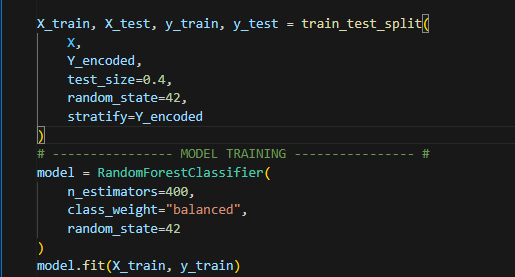 X_train, X_test, y_train, y_test = train_test_split(
    X,
    Y_encoded,
    test_size=0.4,
    random_state=42,
    stratify=Y_encoded
)
# ---------------- MODEL TRAINING ---------------- #
model = RandomForestClassifier(
    n_estimators=400,
    class_weight="balanced",
    random_state=42
)
model.fit(X_train, y_train)